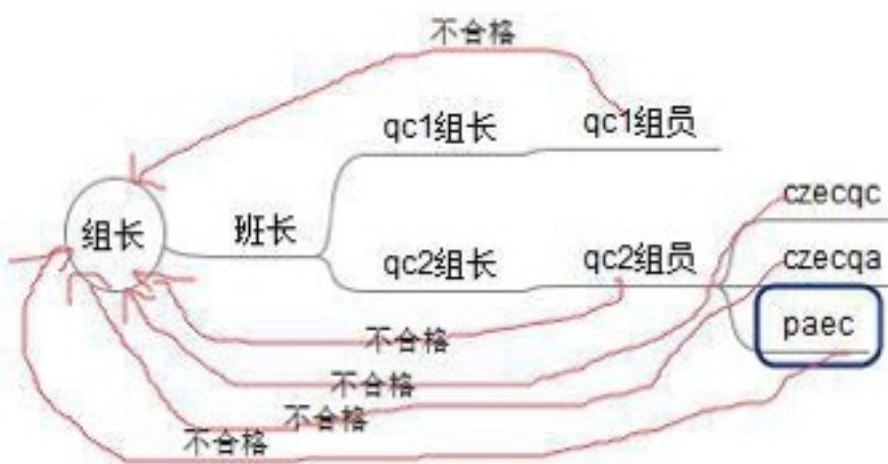 不合格
qc1组长
qc1组员
组长
班长
qc2组长
qc2组员
czecqc
czecqa
paec
不合格
不合格
不合格
不合格